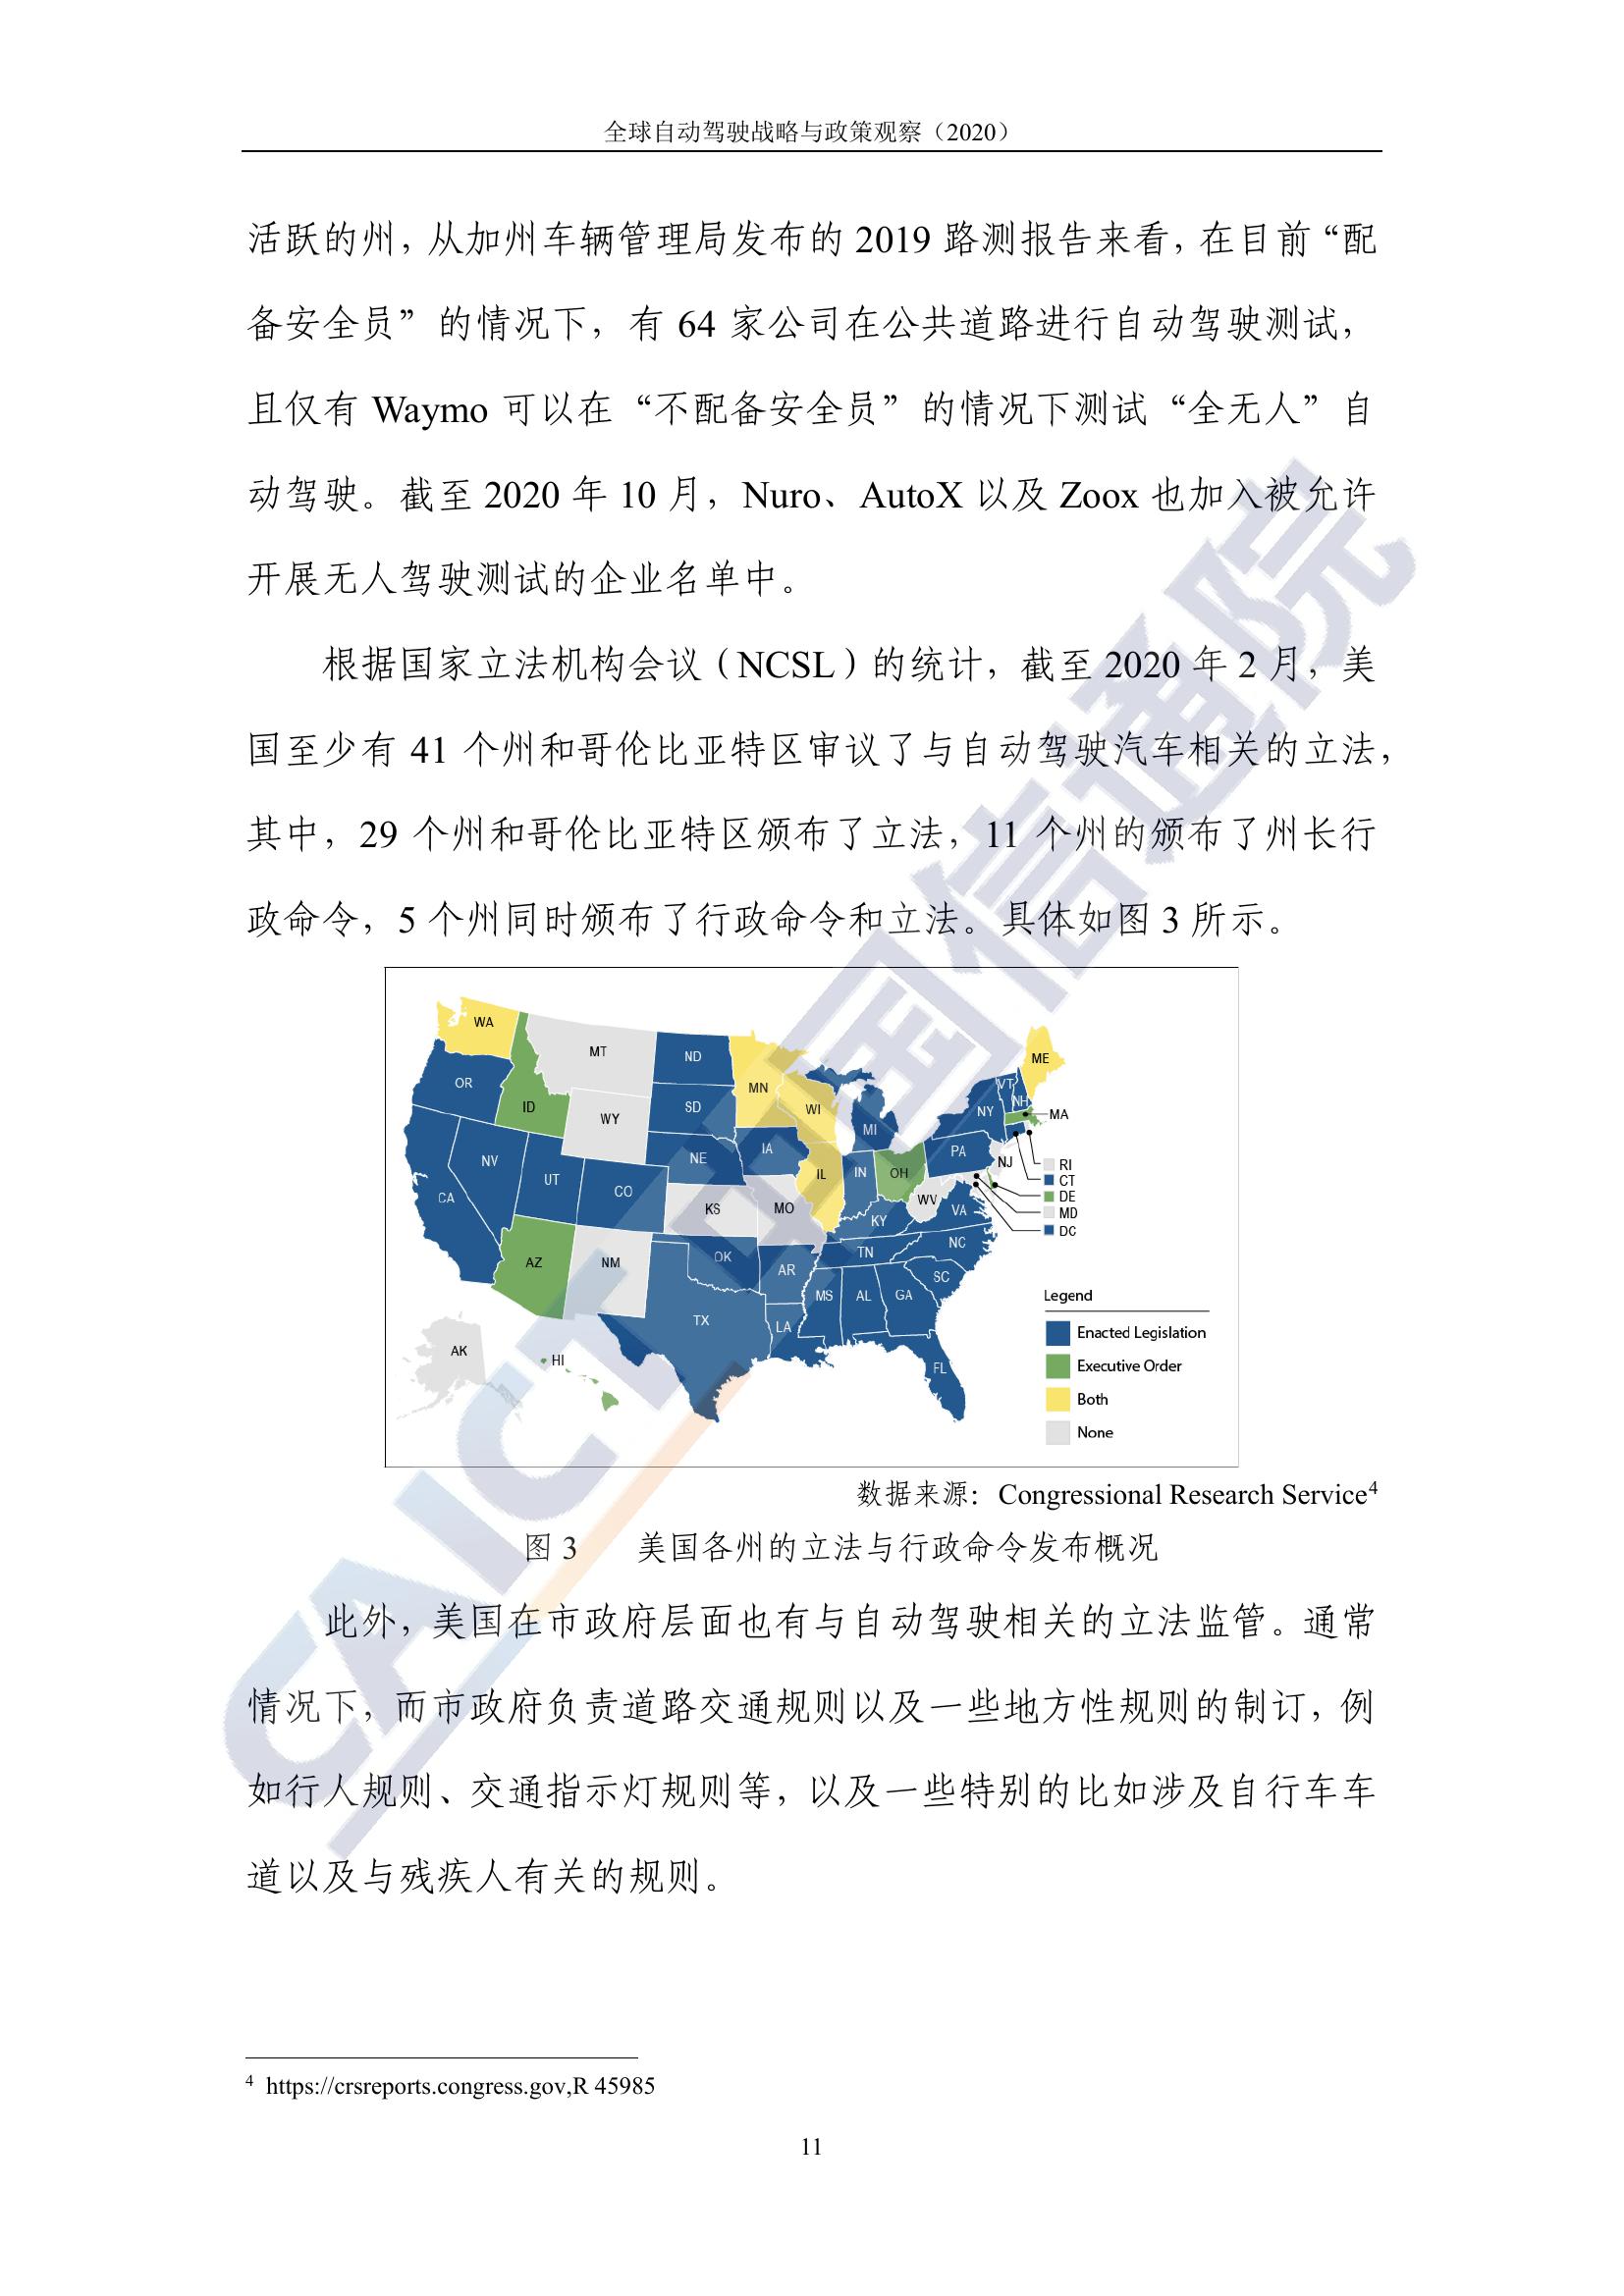 全球自动驾驶战略与政策观察（2020）
活跃的州，从加州车辆管理局发布的 2019 路测报告来看，在目前“配
备安全员”的情况下，有 64 家公司在公共道路进行自动驾驶测试，
且仅有 Waymo 可以在“不配备安全员”的情况下测试“全无人”自
动驾驶。截至 2020 年 10 月，Nuro、AutoX 以及 Zoox 也加入被允许
开展无人驾驶测试的企业名单中。
根据国家立法机构会议（NCSL）的统计，截至 2020 年 2 月，美
国至少有 41 个州和哥伦比亚特区审议了与自动驾驶汽车相关的立法，
其中，29 个州和哥伦比亚特区颁布了立法，11 个州的颁布了州长行
政命令，5 个州同时颁布了行政命令和立法。具体如图 3 所示。
WA
MT
ND
MN
ME
OR
ID
WY
SD
WI
MI
NY
VT
NH
MA
NV
UT
CO
NE
IA
IL
IN
OH
PA
NJ
RI
CT
DE
MD
DC
CA
KS
MO
WV
VA
KY
AZ
NM
OK
AR
TN
NC
SC
TX
LA
MS
AL
GA
FL
AK
HI
Legend
Enacted Legislation
Executive Order
Both
None
数据来源：Congressional Research Service4
图 3 美国各州的立法与行政命令发布概况
此外，美国在市政府层面也有与自动驾驶相关的立法监管。通常
情况下，而市政府负责道路交通规则以及一些地方性规则的制订，例
如行人规则、交通指示灯规则等，以及一些特别的比如涉及自行车车
道以及与残疾人有关的规则。
4 https://crsreports.congress.gov,R 45985
11
CAICT中国信通院